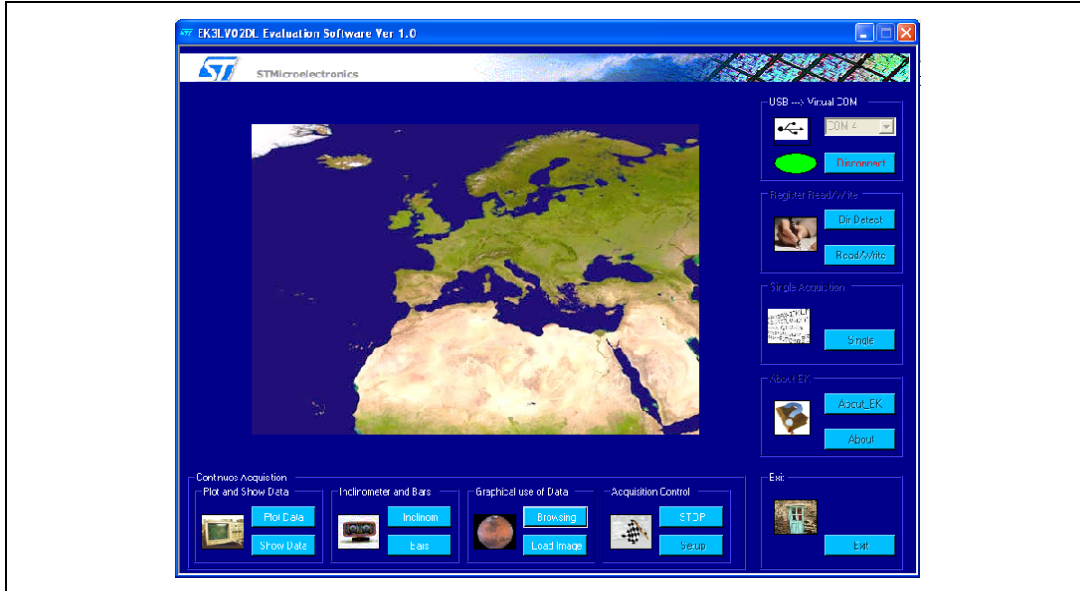 EK3LV02DL Evaluation Software Ver 1.0
ST
STMicroelectronics
USB ---> Virtual COM
COM 4
Disconnect
Register Read/Write
Dir Detect
Read/Write
Single Acquisition
Single
About EK
About_EK
About
Continuos Acquistion
Plot and Show Data
Plot Data
Show Data
Inclinometer and Bars
Inclinom
Bars
Graphical use of Data
Browsing
Load Image
Acquisition Control
STOP
Setup
Exit
Exit